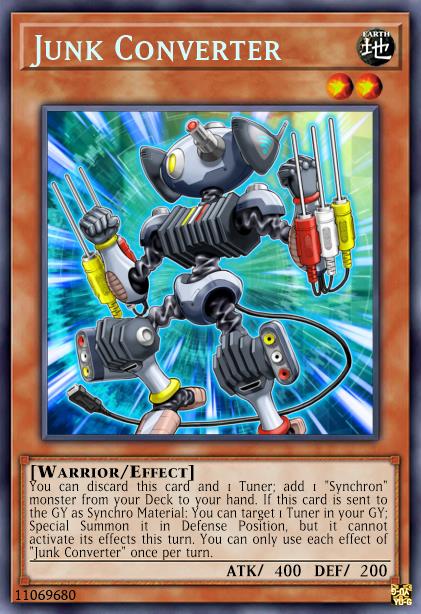 JUNK CONVERTER
EARTH
地
[WARRIOR/EFFECT]
You can discard this card and 1 Tuner; add 1 "Synchron"
monster from your Deck to your hand. If this card is sent to
the GY as Synchro Material: You can target 1 Tuner in your GY;
Special Summon it in Defense Position, but it cannot
activate its effects this turn. You can only use each effect of
"Junk Converter" once per turn.
ATK/ 400 DEF/ 200
11069680